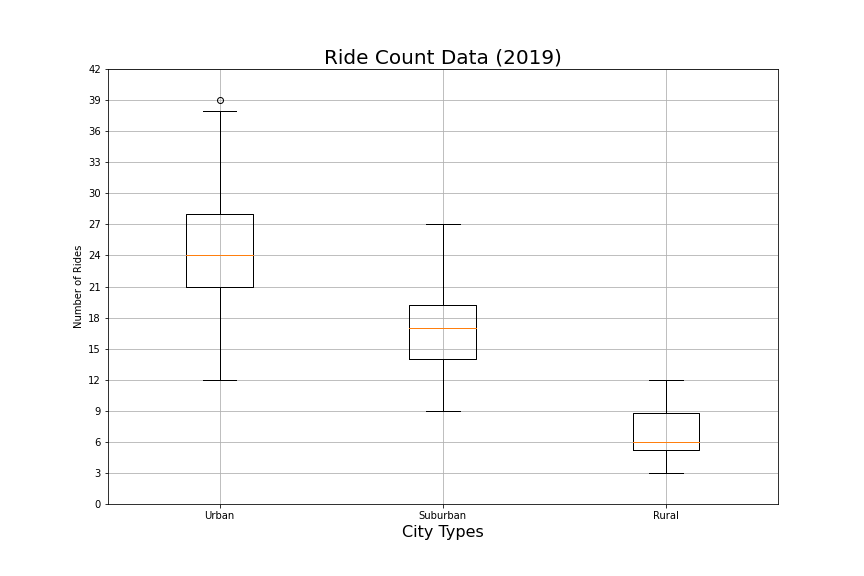 Ride Count Data (2019)
42
39
36
33
30
27
24
21
18
15
12
9
6
3
0
Number of Rides
Urban
Suburban
Rural
City Types